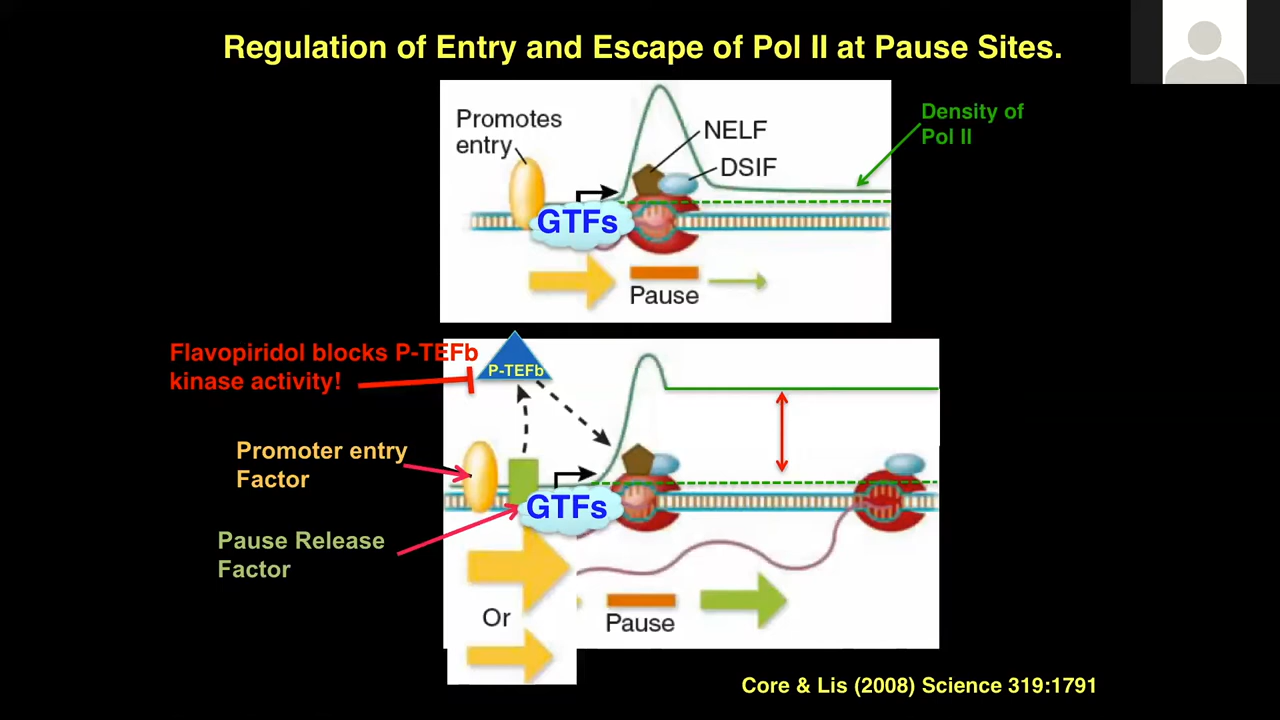 Regulation of Entry and Escape of Pol II at Pause Sites.
Promotes
entry
NELF
DSIF
Density of
Pol II
GTFs
Pause
Flavopiridol blocks P-TEFb
kinase activity!
P-TEFb
Promoter entry
Factor
GTFs
Pause Release
Factor
Or
Pause
Core & Lis (2008) Science 319:1791